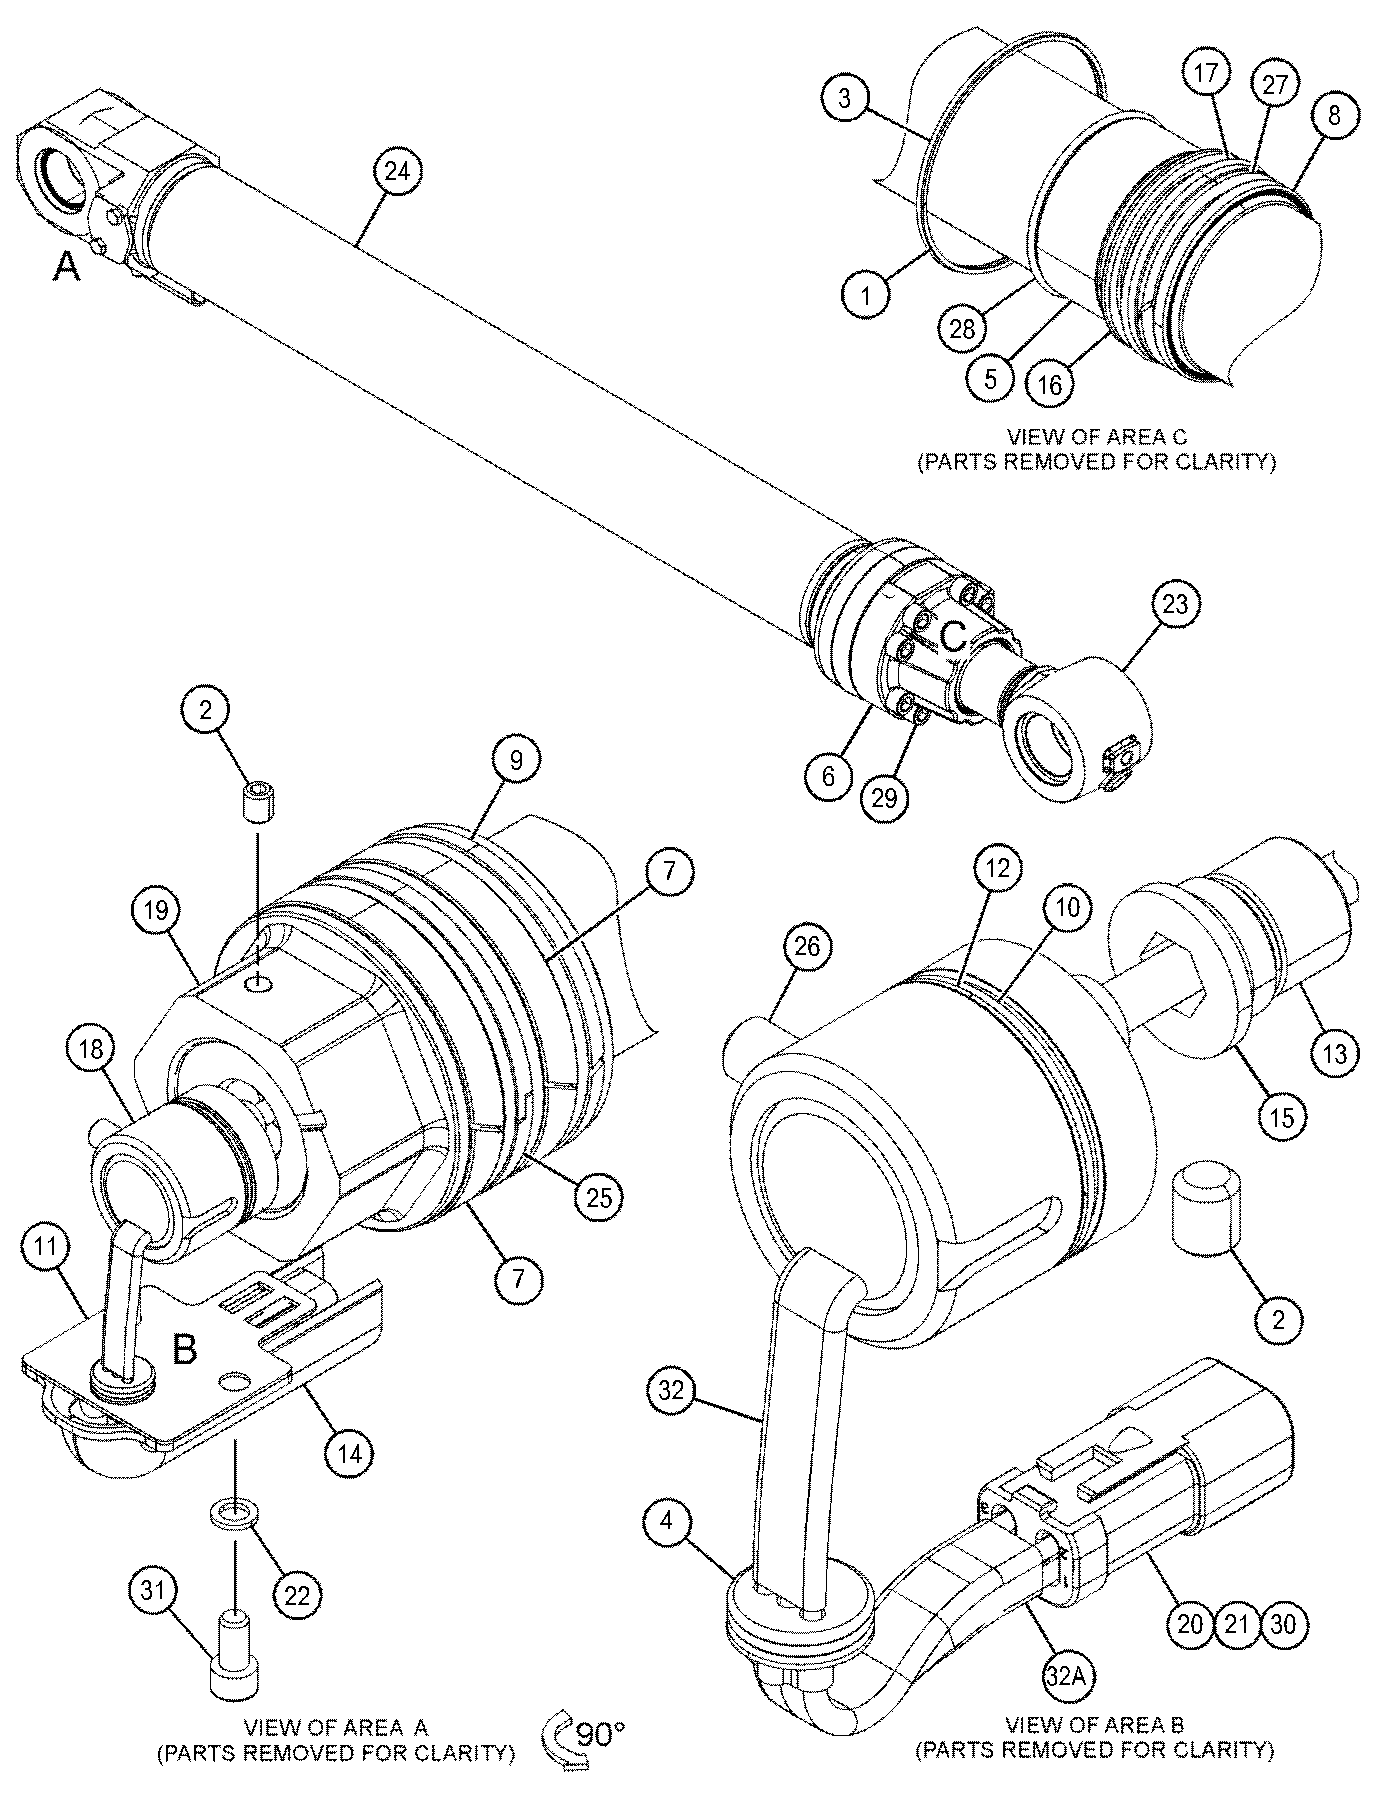 17
27
3
8
24
A
1
28
5
16
VIEW OF AREA C
(PARTS REMOVED FOR CLARITY)
23
C
2
6
9
29
7
12
19
10
26
18
13
15
25
11
7
2
B
32
14
4
22
31
20 21 30
32A
VIEW OF AREA A
(PARTS REMOVED FOR CLARITY)
90°
VIEW OF AREA B
(PARTS REMOVED FOR CLARITY)